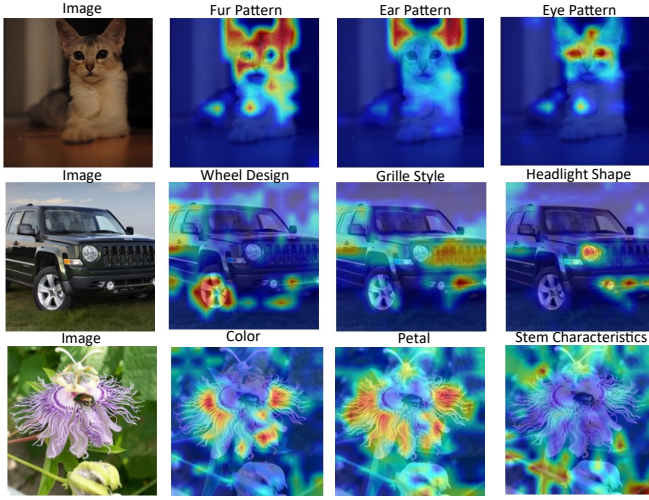 Image Fur Pattern Ear Pattern Eye Pattern
Image Wheel Design Grille Style Headlight Shape
Image Color Petal Stem Characteristics